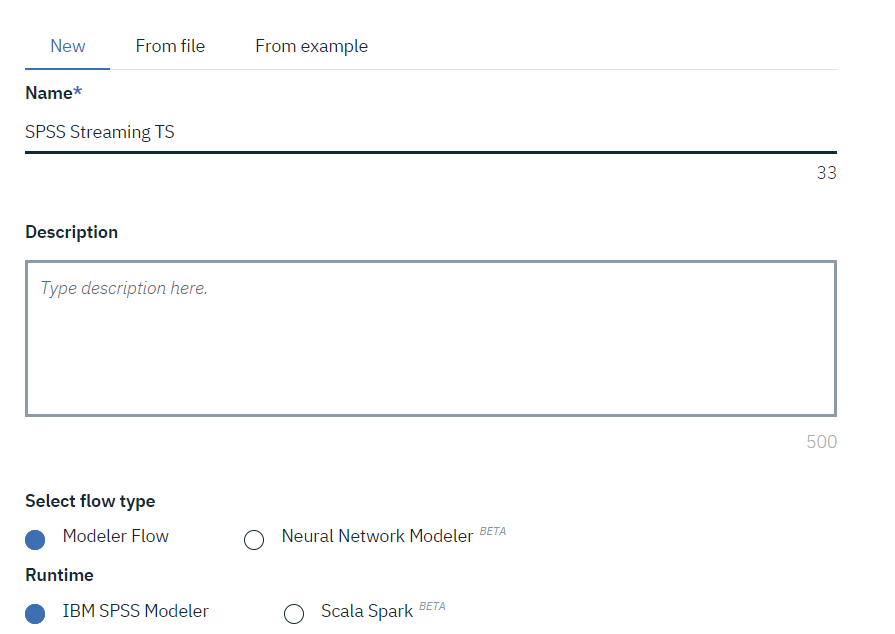 New From file From example
Name*
SPSS Streaming TS
33
Description
Type description here.
500
Select flow type
Modeler Flow Neural Network Modeler BETA
Runtime
IBM SPSS Modeler Scala Spark BETA